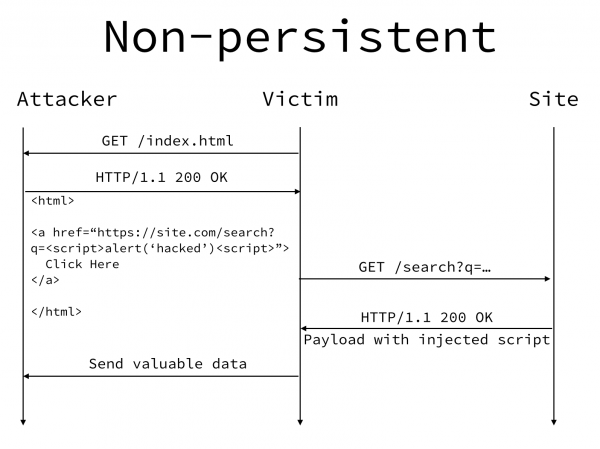 Non-persistent
Attacker
Victim
Site
GET /index.html
HTTP/1.1 200 OK
<html>
<a href=“https://site.com/search?
q=<script>alert(‘hacked’)<script>”>
Click Here
</a>
</html>
GET /search?q=…
HTTP/1.1 200 OK
Payload with injected script
Send valuable data